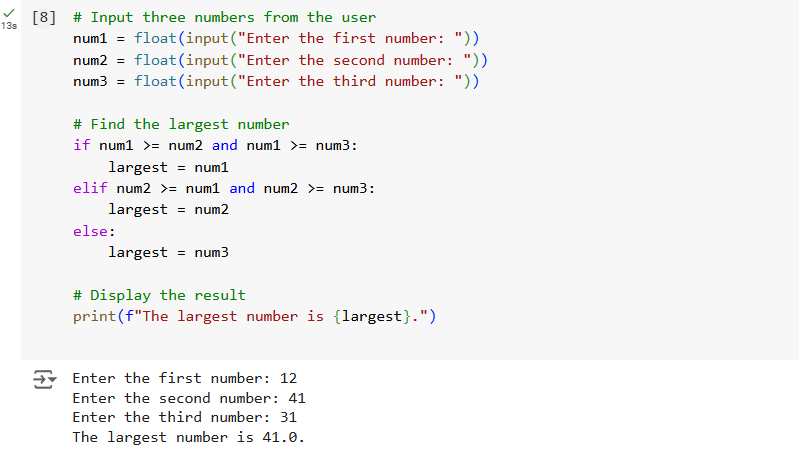 [8] # Input three numbers from the user
13s num1 = float(input("Enter the first number: "))
num2 = float(input("Enter the second number: "))
num3 = float(input("Enter the third number: "))
# Find the largest number
if num1 >= num2 and num1 >= num3:
    largest = num1
elif num2 >= num1 and num2 >= num3:
    largest = num2
else:
    largest = num3
# Display the result
print(f"The largest number is {largest}.")
Enter the first number: 12
Enter the second number: 41
Enter the third number: 31
The largest number is 41.0.